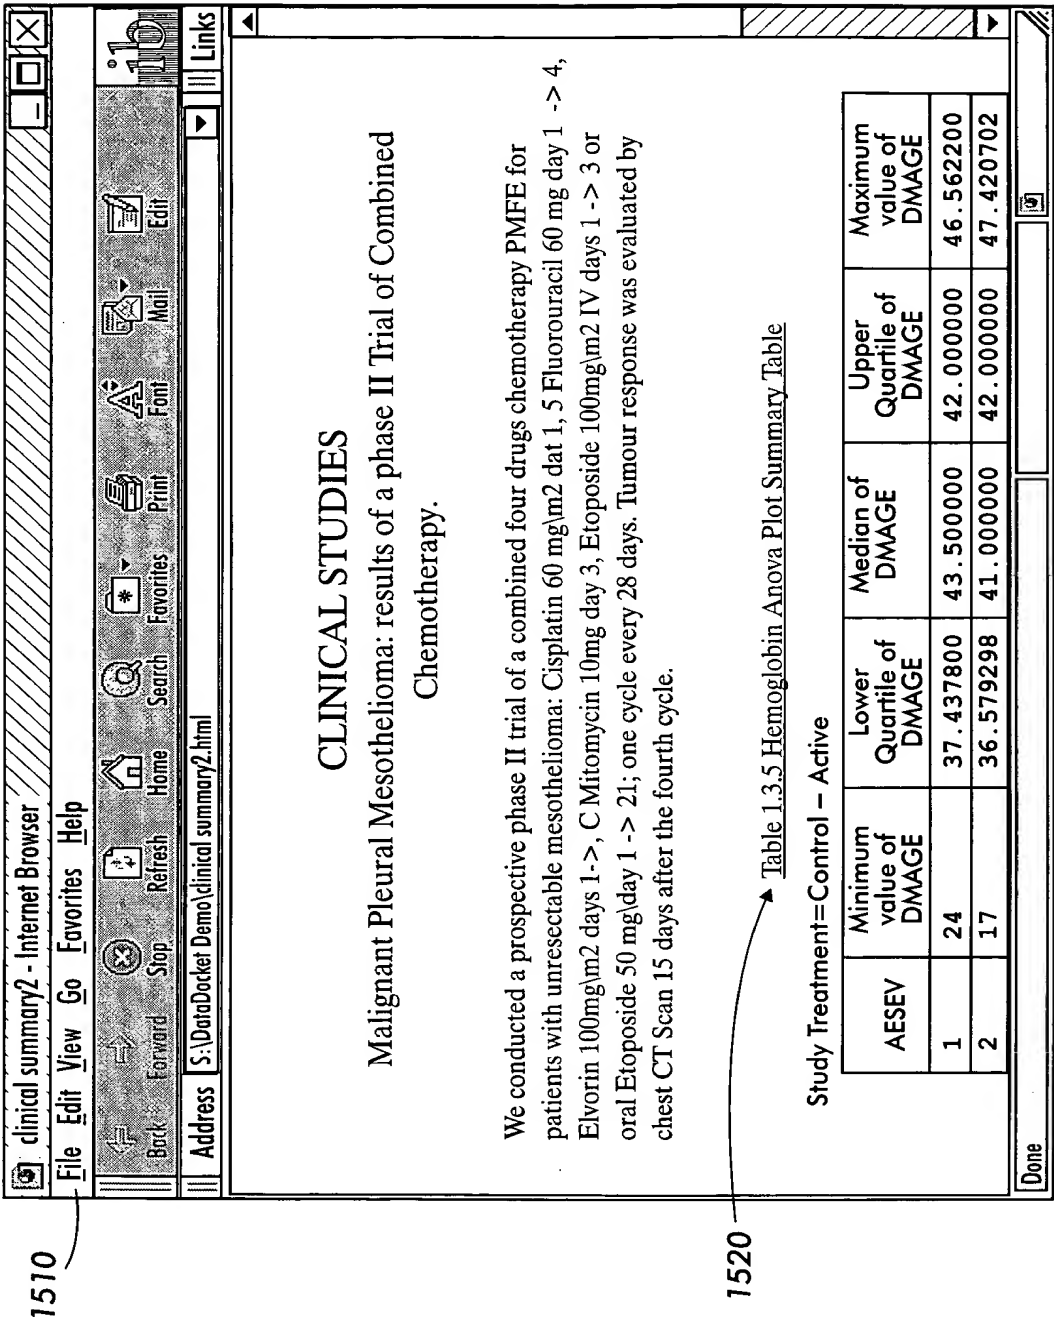 1510
clinical summary2 - Internet Browser
File Edit View Go Favorites Help
Back Forward Stop Refresh Home Search Favorites Print Font Mail Edit
ib
Address S:\DataDocket Demo\clinical summary2.html Links
CLINICAL STUDIES
Malignant Pleural Mesothelioma: results of a phase II Trial of Combined
Chemotherapy.
We conducted a prospective phase II trial of a combined four drugs chemotherapy PMFE for
patients with unresectable mesothelioma: Cisplatin 60 mg\m2 dat 1, 5 Fluorouracil 60 mg day 1 -> 4,
Elvorin 100mg\m2 days 1->, C Mitomycin 10mg day 3, Etoposide 100mg\m2 IV days 1 -> 3 or
oral Etoposide 50 mg\day 1 -> 21; one cycle every 28 days. Tumour response was evaluated by
chest CT Scan 15 days after the fourth cycle.
1520
Table 1.3.5 Hemoglobin Anova Plot Summary Table
Study Treatment=Control – Active
AESEV Minimum value of DMAGE Lower Quartile of DMAGE Median of DMAGE Upper Quartile of DMAGE Maximum value of DMAGE
1 24 37.437800 43.500000 42.000000 46.562200
2 17 36.579298 41.000000 42.000000 47.420702
Done